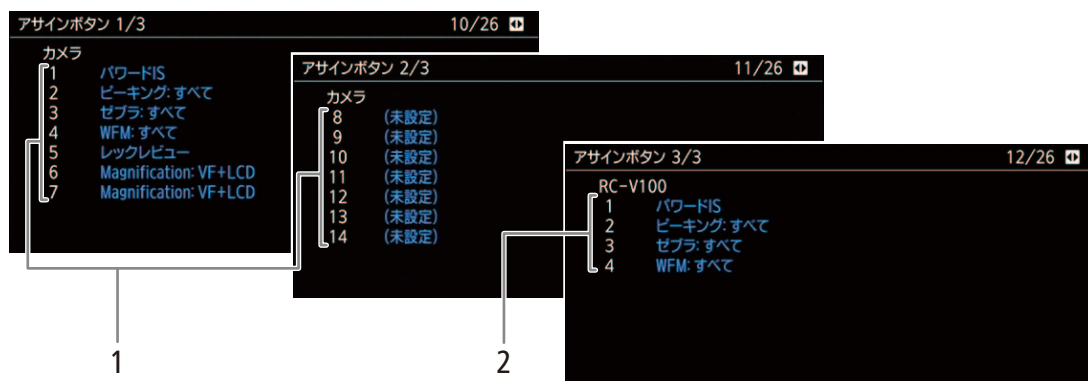 アサインボタン 1/3 10/26
カメラ
1 パワードIS
2 ピーキング: すべて
3 ゼブラ: すべて
4 WFM: すべて
5 レックレビュー
6 Magnification: VF+LCD
7 Magnification: VF+LCD
アサインボタン 2/3 11/26
カメラ
8 (未設定)
9 (未設定)
10 (未設定)
11 (未設定)
12 (未設定)
13 (未設定)
14 (未設定)
アサインボタン 3/3 12/26
RC-V100
1 パワードIS
2 ピーキング: すべて
3 ゼブラ: すべて
4 WFM: すべて
1
2